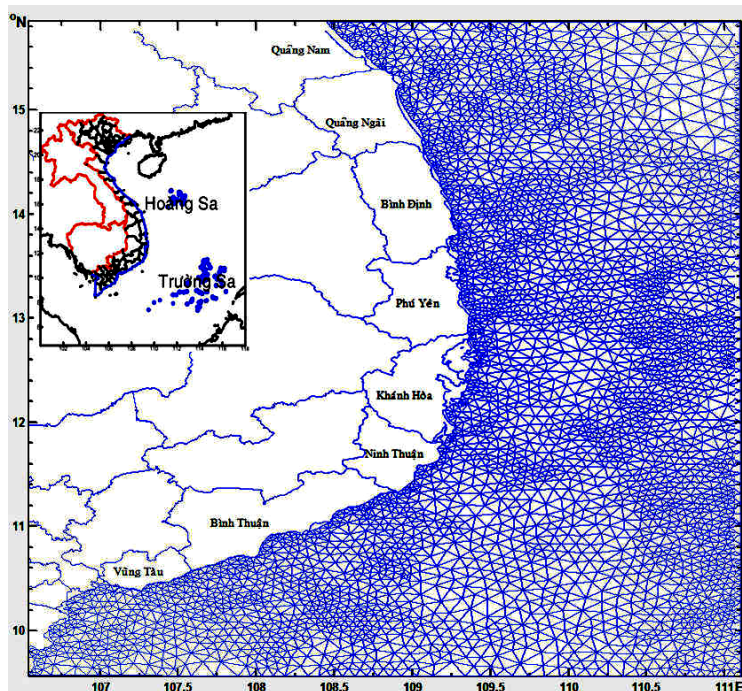 °N
Quảng Nam
15
Quảng Ngãi
Hoang Sa
14
Bình Định
Trường Sa
13
Phú Yên
12
Khánh Hòa
Ninh Thuận
11
Bình Thuận
Vũng Tàu
10
107 107.5 108 108.5 109 109.5 110 110.5 111E